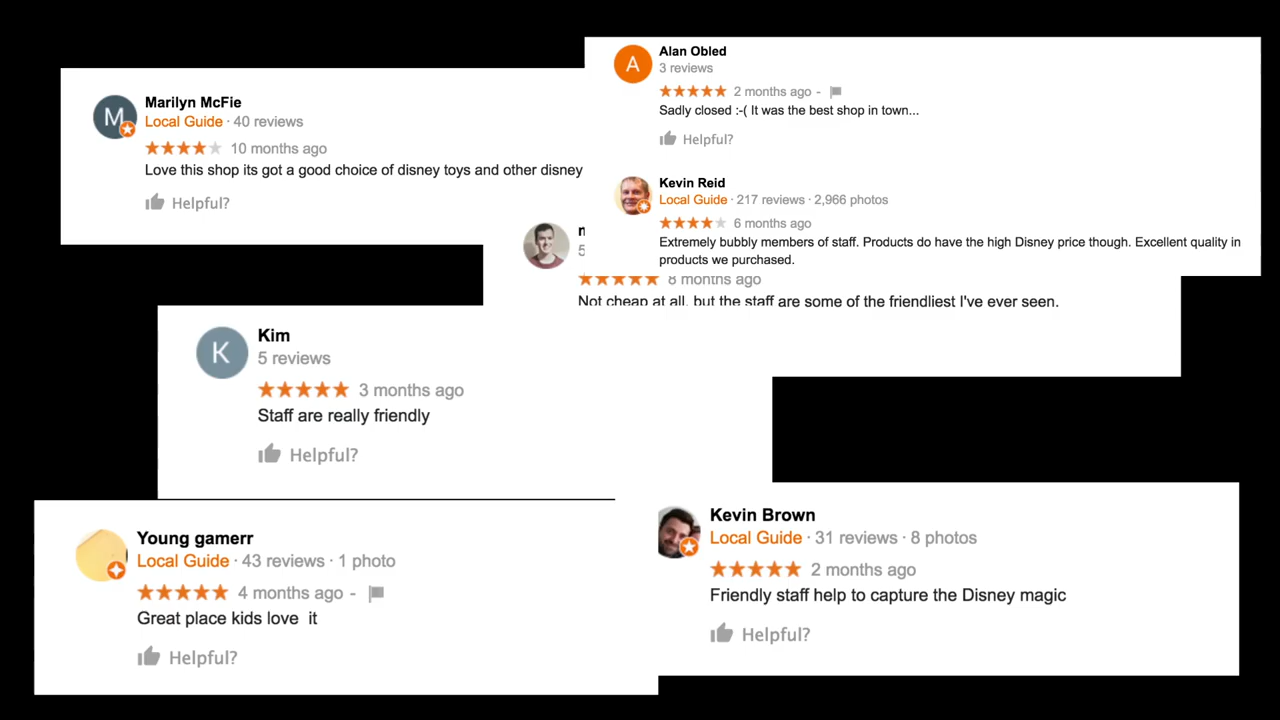 Marilyn McFie
Local Guide · 40 reviews
10 months ago
Love this shop its got a good choice of disney toys and other disney
Helpful?
A
Alan Obled
3 reviews
2 months ago -
Sadly closed :-( It was the best shop in town...
Helpful?
Kevin Reid
Local Guide · 217 reviews · 2,966 photos
6 months ago
Extremely bubbly members of staff. Products do have the high Disney price though. Excellent quality in
products we purchased.
5
8 months ago
Not cheap at all, but the staff are some of the friendliest I've ever seen.
K
Kim
5 reviews
3 months ago
Staff are really friendly
Helpful?
Young gamerr
Local Guide · 43 reviews · 1 photo
4 months ago -
Great place kids love  it
Helpful?
Kevin Brown
Local Guide · 31 reviews · 8 photos
2 months ago
Friendly staff help to capture the Disney magic
Helpful?